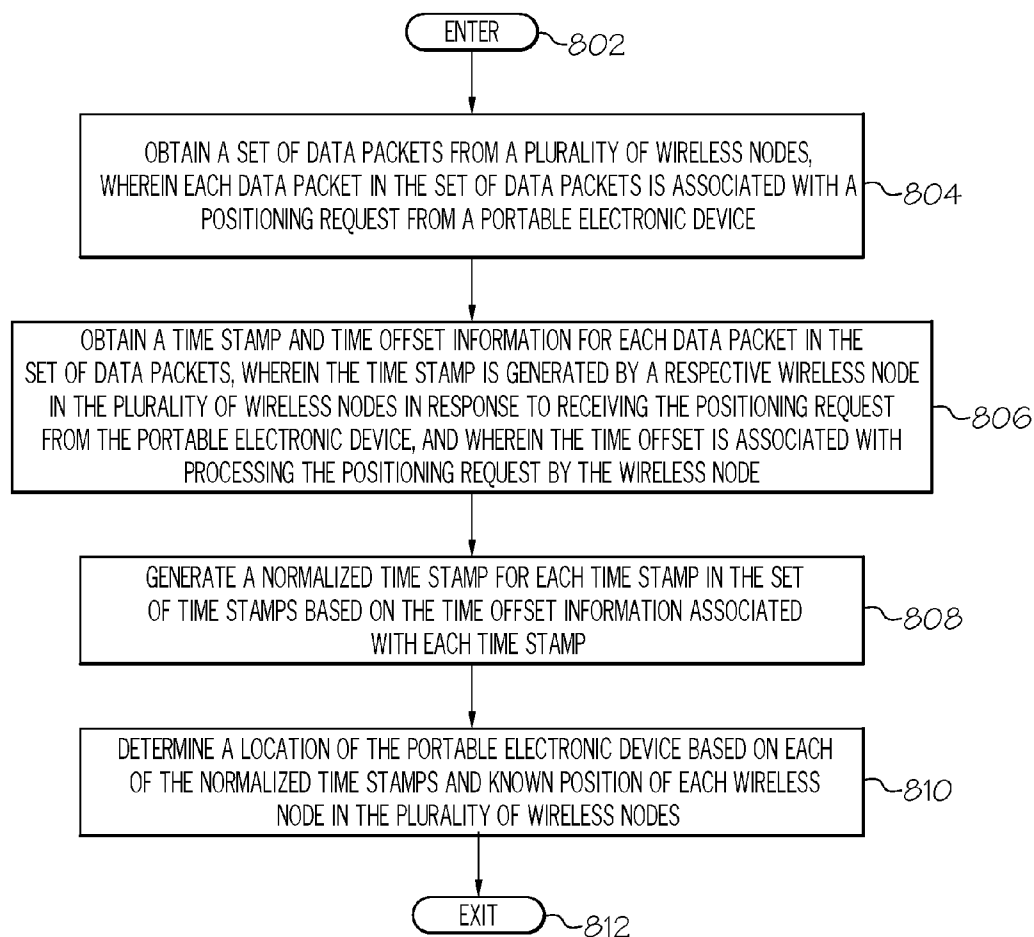 ENTER
802
OBTAIN A SET OF DATA PACKETS FROM A PLURALITY OF WIRELESS NODES,
WHEREIN EACH DATA PACKET IN THE SET OF DATA PACKETS IS ASSOCIATED WITH A
POSITIONING REQUEST FROM A PORTABLE ELECTRONIC DEVICE
804
OBTAIN A TIME STAMP AND TIME OFFSET INFORMATION FOR EACH DATA PACKET IN THE
SET OF DATA PACKETS, WHEREIN THE TIME STAMP IS GENERATED BY A RESPECTIVE WIRELESS NODE
IN THE PLURALITY OF WIRELESS NODES IN RESPONSE TO RECEIVING THE POSITIONING REQUEST
FROM THE PORTABLE ELECTRONIC DEVICE, AND WHEREIN THE TIME OFFSET IS ASSOCIATED WITH
PROCESSING THE POSITIONING REQUEST BY THE WIRELESS NODE
806
GENERATE A NORMALIZED TIME STAMP FOR EACH TIME STAMP IN THE SET
OF TIME STAMPS BASED ON THE TIME OFFSET INFORMATION ASSOCIATED
WITH EACH TIME STAMP
808
DETERMINE A LOCATION OF THE PORTABLE ELECTRONIC DEVICE BASED ON EACH
OF THE NORMALIZED TIME STAMPS AND KNOWN POSITION OF EACH WIRELESS
NODE IN THE PLURALITY OF WIRELESS NODES
810
EXIT
812